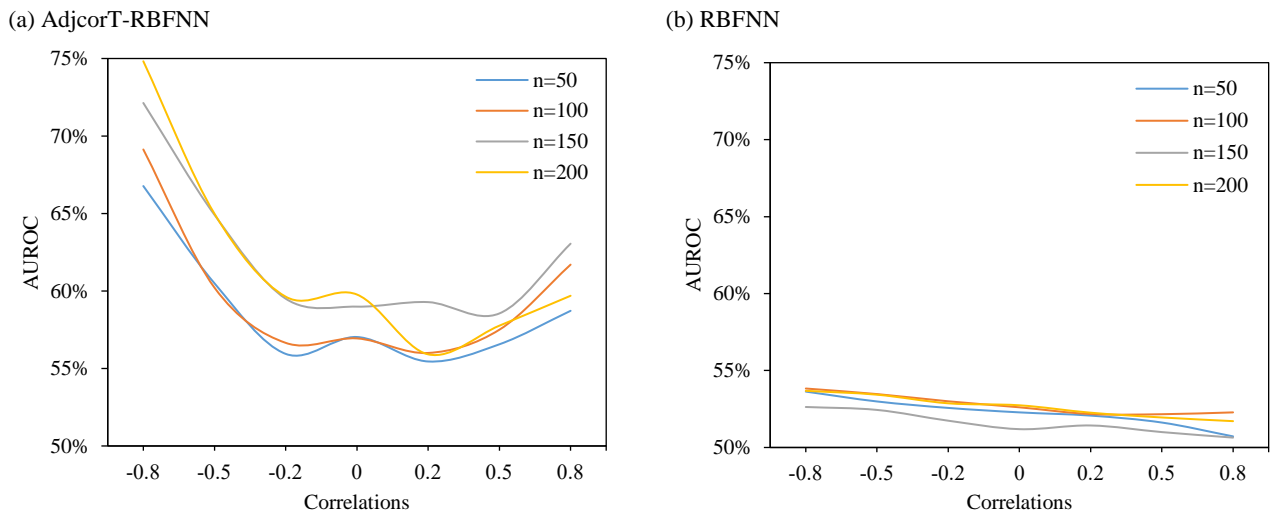 (a) AdjcorT-RBFNN
75%
70%
65%
60%
55%
50%
AUROC
-0.8 -0.5 -0.2 0 0.2 0.5 0.8
Correlations
n=50
n=100
n=150
n=200
(b) RBFNN
75%
70%
65%
60%
55%
50%
AUROC
-0.8 -0.5 -0.2 0 0.2 0.5 0.8
Correlations
n=50
n=100
n=150
n=200